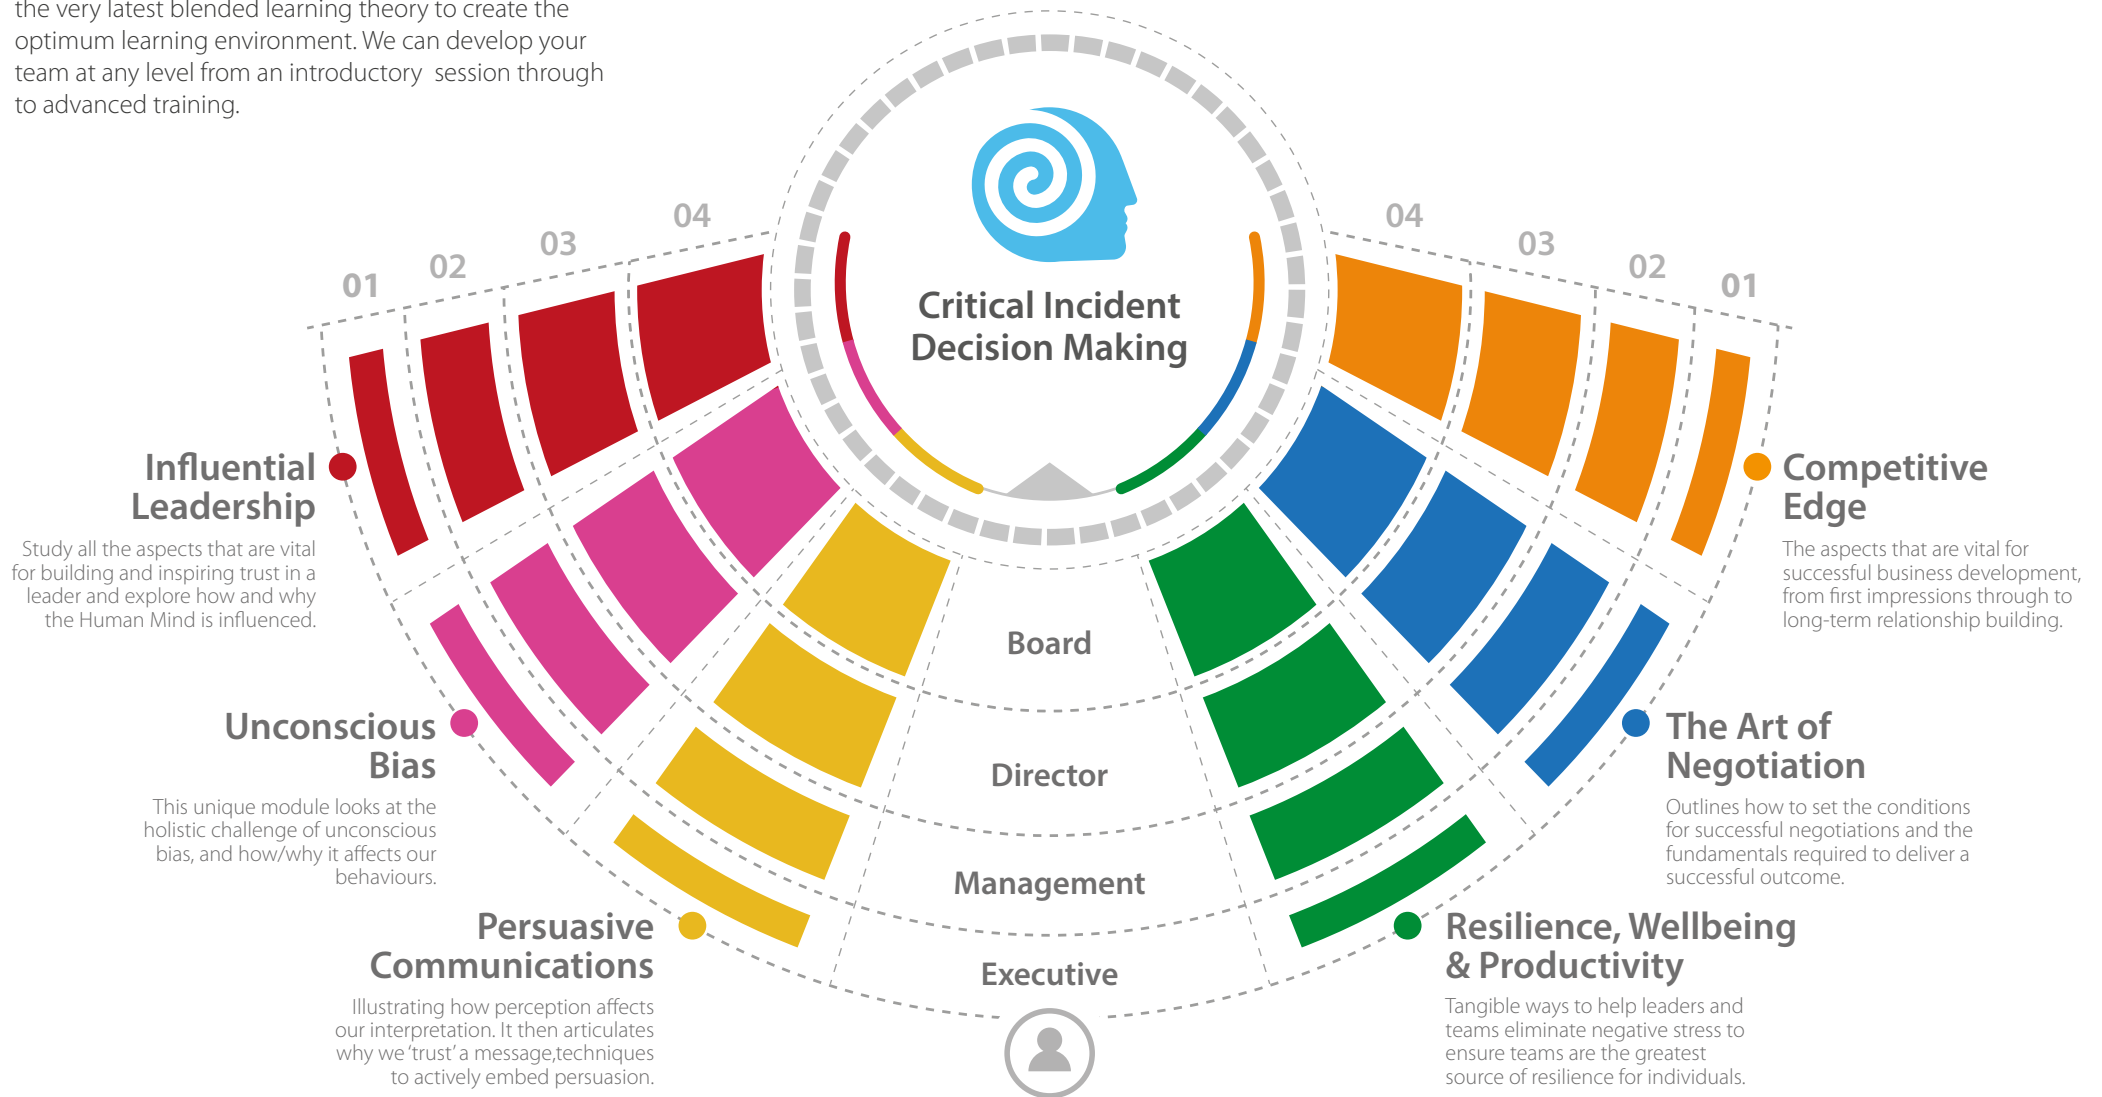 the very latest blended learning theory to create the
optimum learning environment. We can develop your
team at any level from an introductory session through
to advanced training.
01
02
03
04
04
03
02
01
Critical Incident
Decision Making
Influential
Leadership
Study all the aspects that are vital
for building and inspiring trust in a
leader and explore how and why
the Human Mind is influenced.
Unconscious
Bias
This unique module looks at the
holistic challenge of unconscious
bias, and how/why it affects our
behaviours.
Persuasive
Communications
Illustrating how perception affects
our interpretation. It then articulates
why we ‘trust’ a message,techniques
to actively embed persuasion.
Board
Director
Management
Executive
Competitive
Edge
The aspects that are vital for
successful business development,
from first impressions through to
long-term relationship building.
The Art of
Negotiation
Outlines how to set the conditions
for successful negotiations and the
fundamentals required to deliver a
successful outcome.
Resilience, Wellbeing
& Productivity
Tangible ways to help leaders and
teams eliminate negative stress to
ensure teams are the greatest
source of resilience for individuals.